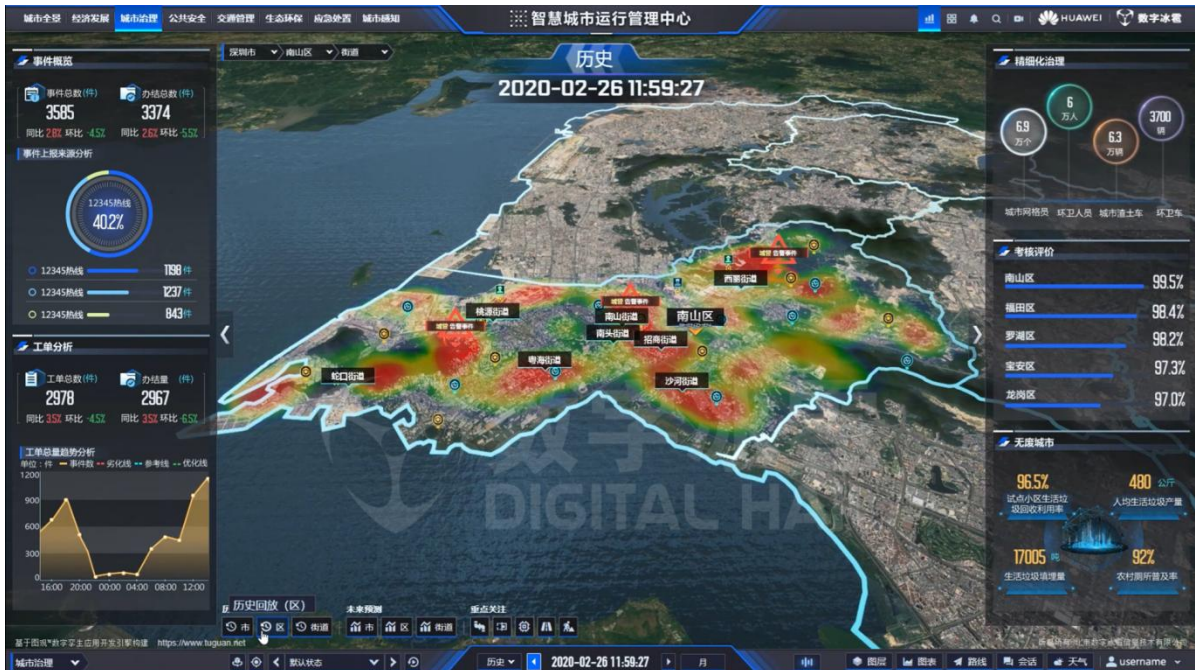 城市全景 经济发展 城市治理 公共安全 交通管理 生态环保 应急处置 城市感知
智慧城市运行管理中心
HUAWEI 数字冰雹
深圳市 南山区 街道
历史
2020-02-26 11:59:27
事件概览
事件总数(件) 办结总数(件)
3585 3374
同比 2.8% 环比 -4.5% 同比 2.6% 环比 -5.5%
事件上报来源分析
12345热线
40.2%
12345热线 1198件
12345热线 1237件
12345热线 843件
工单分析
工单总数(件) 办结量 (件)
2978 2967
同比 3.5% 环比 -4.5% 同比 3.5% 环比 -6.5%
工单总量趋势分析
单位：件 事件数 劣化线 参考线 优化线
1200
900
600
300
0
16:00 20:00 00:00 04:00 08:00 12:00
城管 告警事件
西丽街道
桃源街道
城管 告警事件
南山街道
南山区
城管 告警事件
南头街道
招商街道
粤海街道
蛇口街道
沙河街道
DIGITAL HA
精细化治理
6.9
万个
6
万人
6.3
万辆
3700
辆
城市网格员 环卫人员 城市渣土车 环卫车
考核评价
南山区 99.5%
福田区 98.4%
罗湖区 98.2%
宝安区 97.3%
龙岗区 97.0%
无废城市
96.5% 480 公斤
试点小区生活垃圾回收利用率
人均生活垃圾产量
17005 吨 92%
生活垃圾填埋量 农村厕所普及率
历史回放（区） 未来预测 重点关注
市 区 街道 市 区 街道
基于图观™数字孪生应用开发引擎构建 https://www.tuguan.net
城市治理 默认状态 历史 2020-02-26 11:59:27 月 图层 图表 路线 会话 天气 username